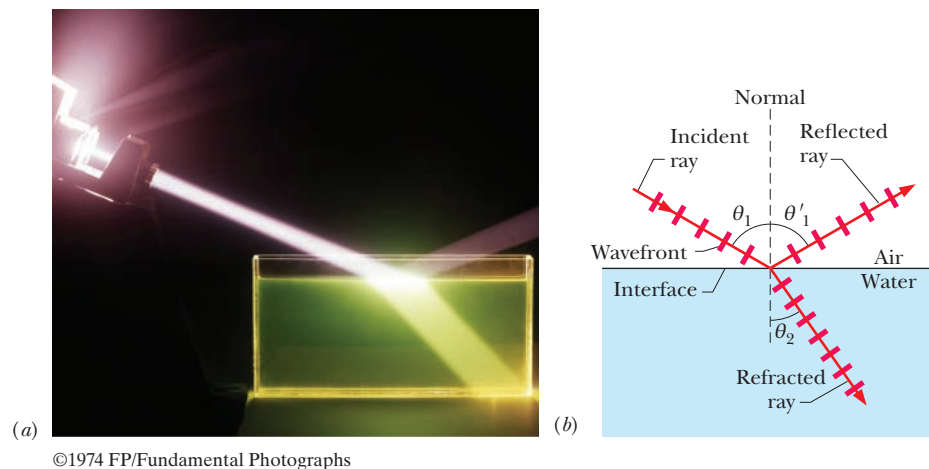 Normal
Incident
ray
Reflected
ray
θ1
θ′1
Wavefront
Air
Water
Interface
θ2
Refracted
ray
(a)
(b)
©1974 FP/Fundamental Photographs